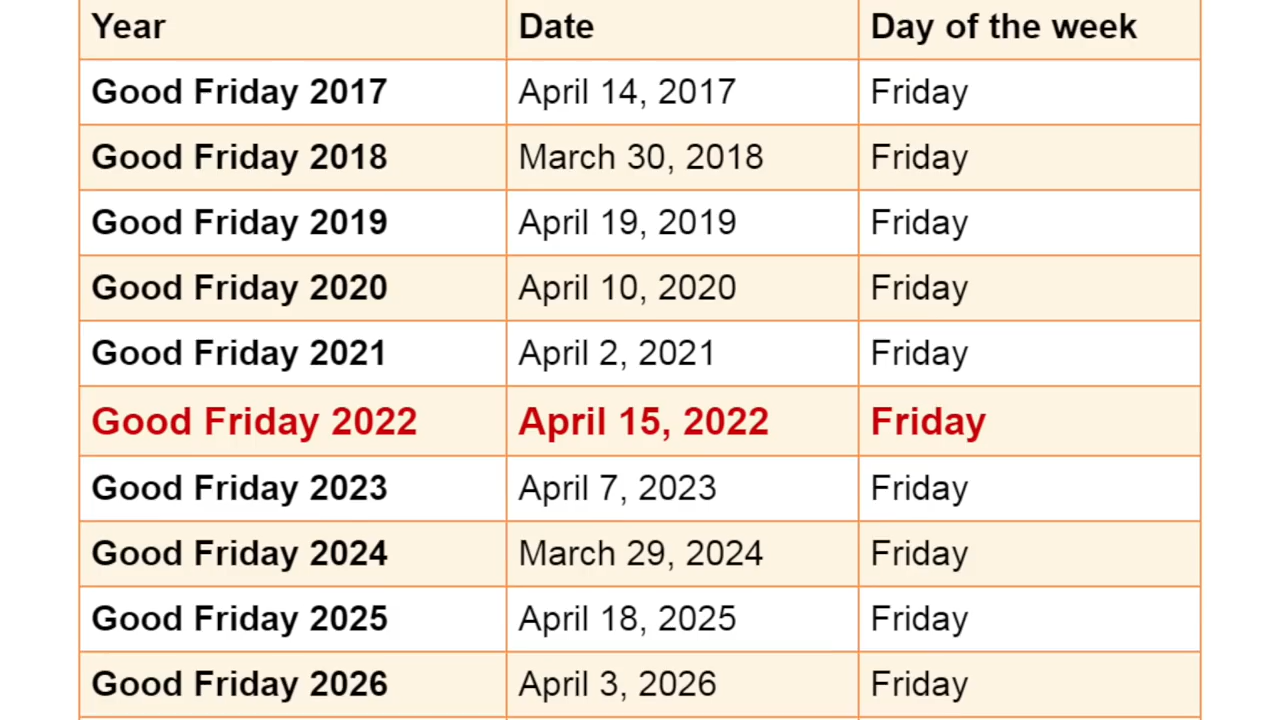 Year Date Day of the week
Good Friday 2017 April 14, 2017 Friday
Good Friday 2018 March 30, 2018 Friday
Good Friday 2019 April 19, 2019 Friday
Good Friday 2020 April 10, 2020 Friday
Good Friday 2021 April 2, 2021 Friday
Good Friday 2022 April 15, 2022 Friday
Good Friday 2023 April 7, 2023 Friday
Good Friday 2024 March 29, 2024 Friday
Good Friday 2025 April 18, 2025 Friday
Good Friday 2026 April 3, 2026 Friday